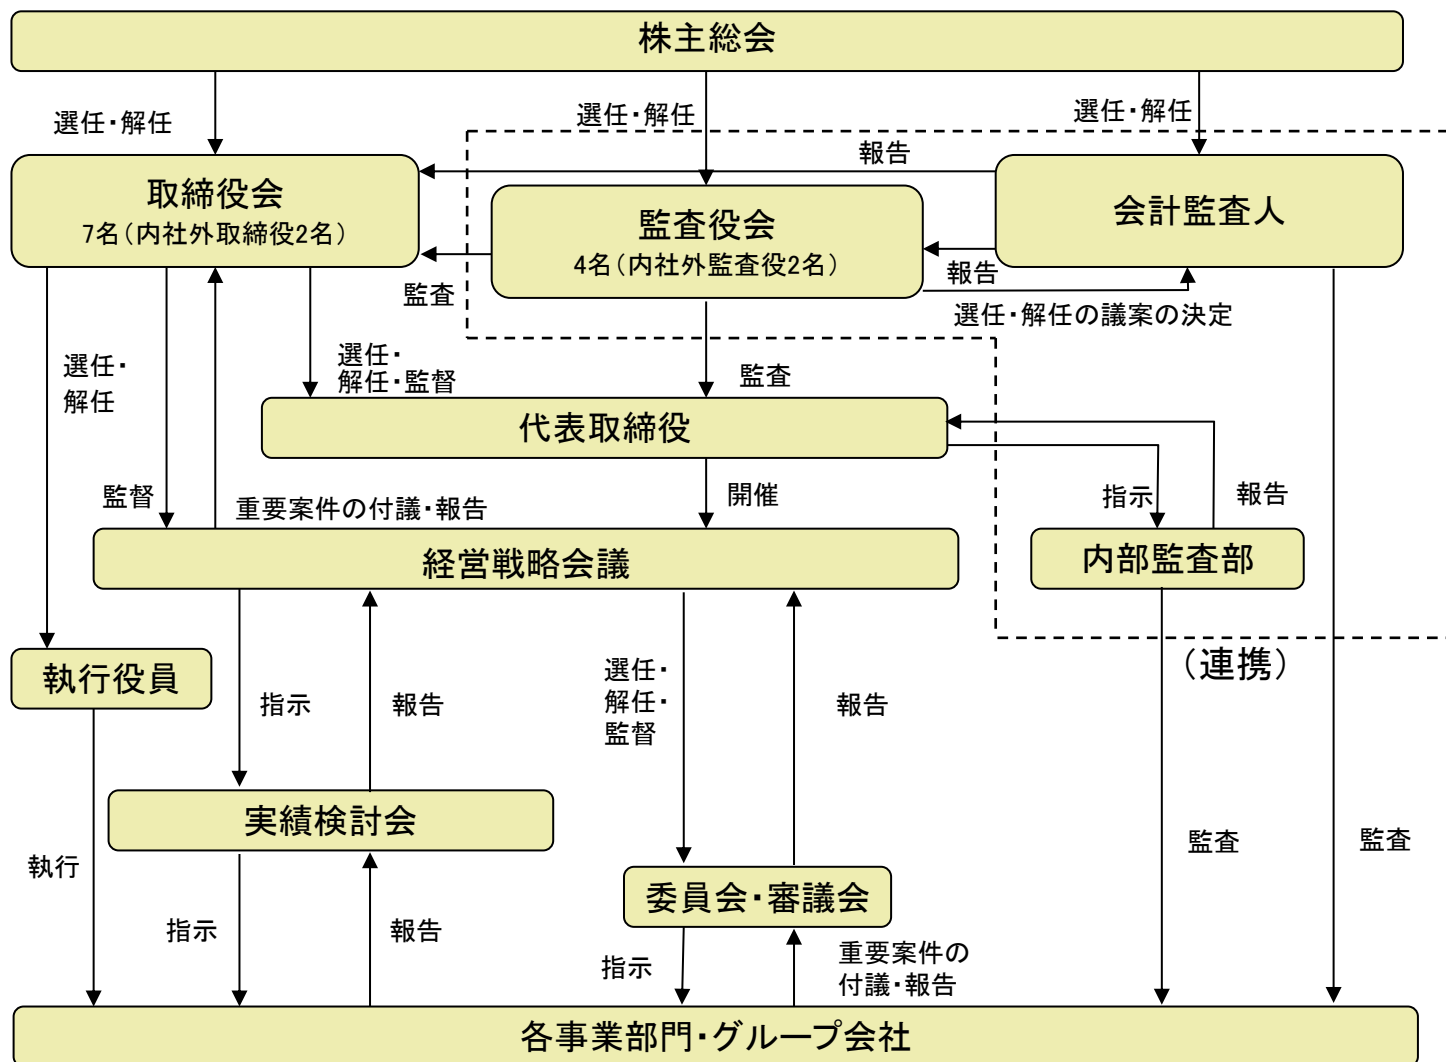 株主総会
選任・解任
選任・解任
選任・解任
報告
取締役会
7名(内社外取締役2名)
監査役会
4名(内社外監査役2名)
会計監査人
監査
報告
選任・解任の議案の決定
選任・
解任
選任・
解任・監督
監査
代表取締役
監督
重要案件の付議・報告
開催
指示
報告
経営戦略会議
内部監査部
(連携)
執行役員
指示
報告
選任・
解任・
監督
報告
実績検討会
監査
監査
執行
委員会・審議会
指示
報告
指示
重要案件の
付議・報告
各事業部門・グループ会社